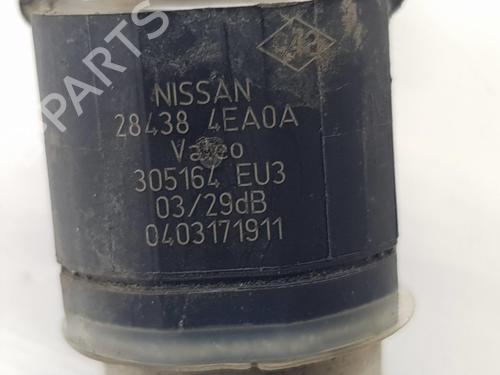 NISSAN
28438 4EA0A
Valeo
305164 EU3
03/29dB
0403171911
PARTS